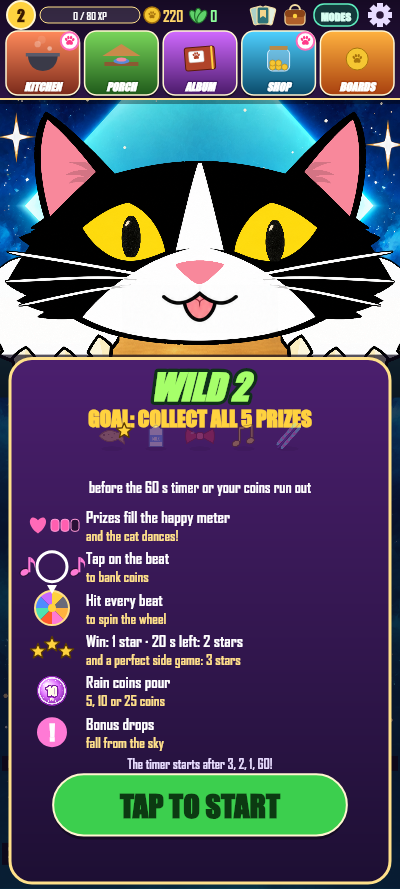 2
0 / 80 XP
220
0
MODES
KITCHEN
PORCH
ALBUM
SHOP
BOARDS
WILD 2
GOAL: COLLECT ALL 5 PRIZES
before the 60 s timer or your coins run out
Prizes fill the happy meter
and the cat dances!
Tap on the beat
to bank coins
Hit every beat
to spin the wheel
Win: 1 star · 20 s left: 2 stars
and a perfect side game: 3 stars
10
Rain coins pour
5, 10 or 25 coins
!
Bonus drops
fall from the sky
The timer starts after 3, 2, 1, GO!
TAP TO START